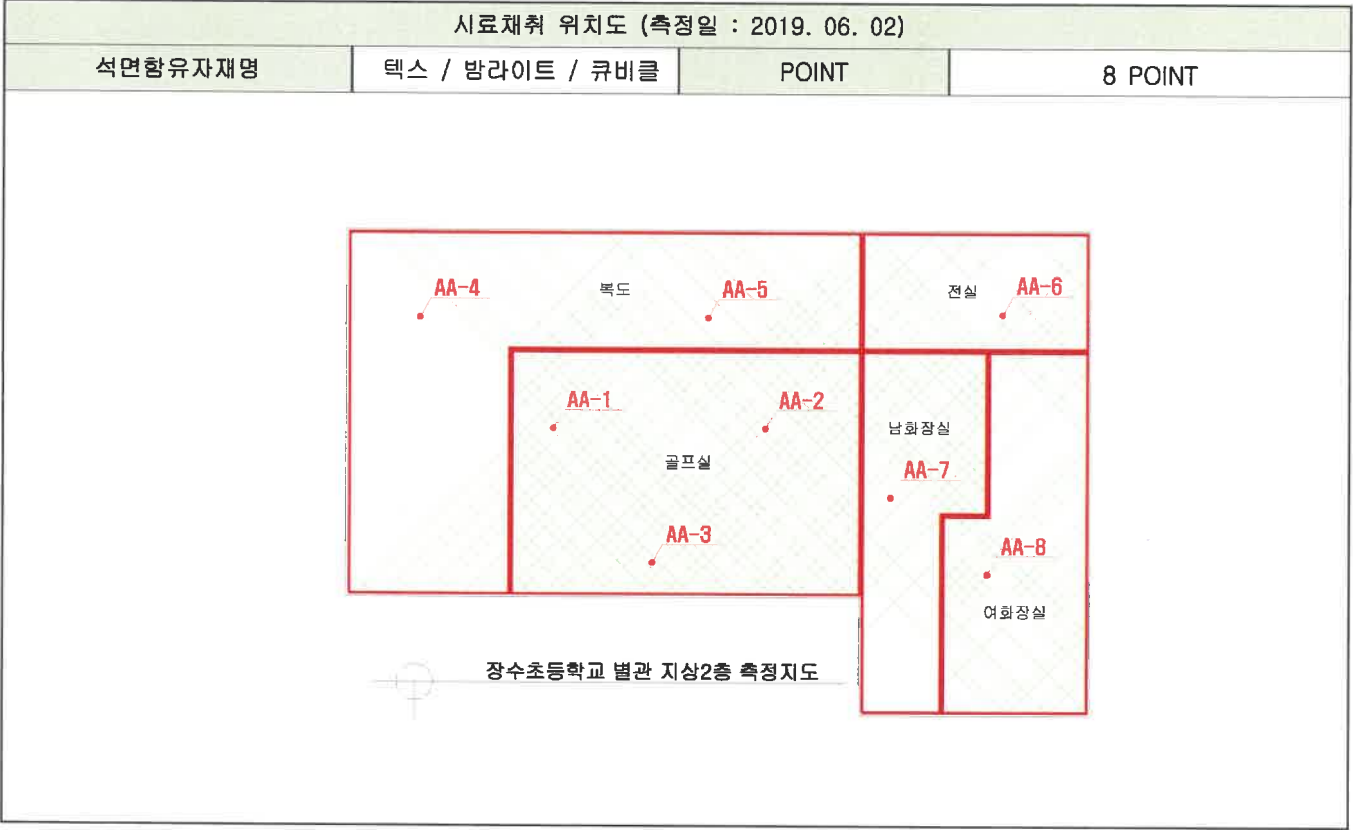 시료채취 위치도 (측정일 : 2019. 06. 02)
석면함유자재명 텍스 / 밤라이트 / 큐비클 POINT 8 POINT
AA-4 복도 AA-5 전실 AA-6
AA-1 AA-2
남화장실
골프실
AA-7
AA-3
AA-8
여화장실
장수초등학교 별관 지상2층 측정지도